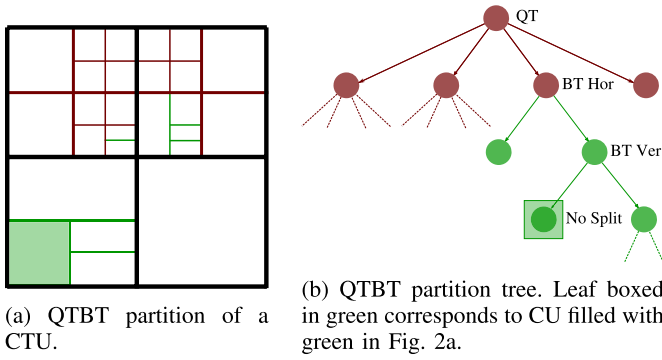 QT
BT Hor
BT Ver
No Split
(a) QTBT partition of a
CTU.
(b) QTBT partition tree. Leaf boxed
in green corresponds to CU filled with
green in Fig. 2a.